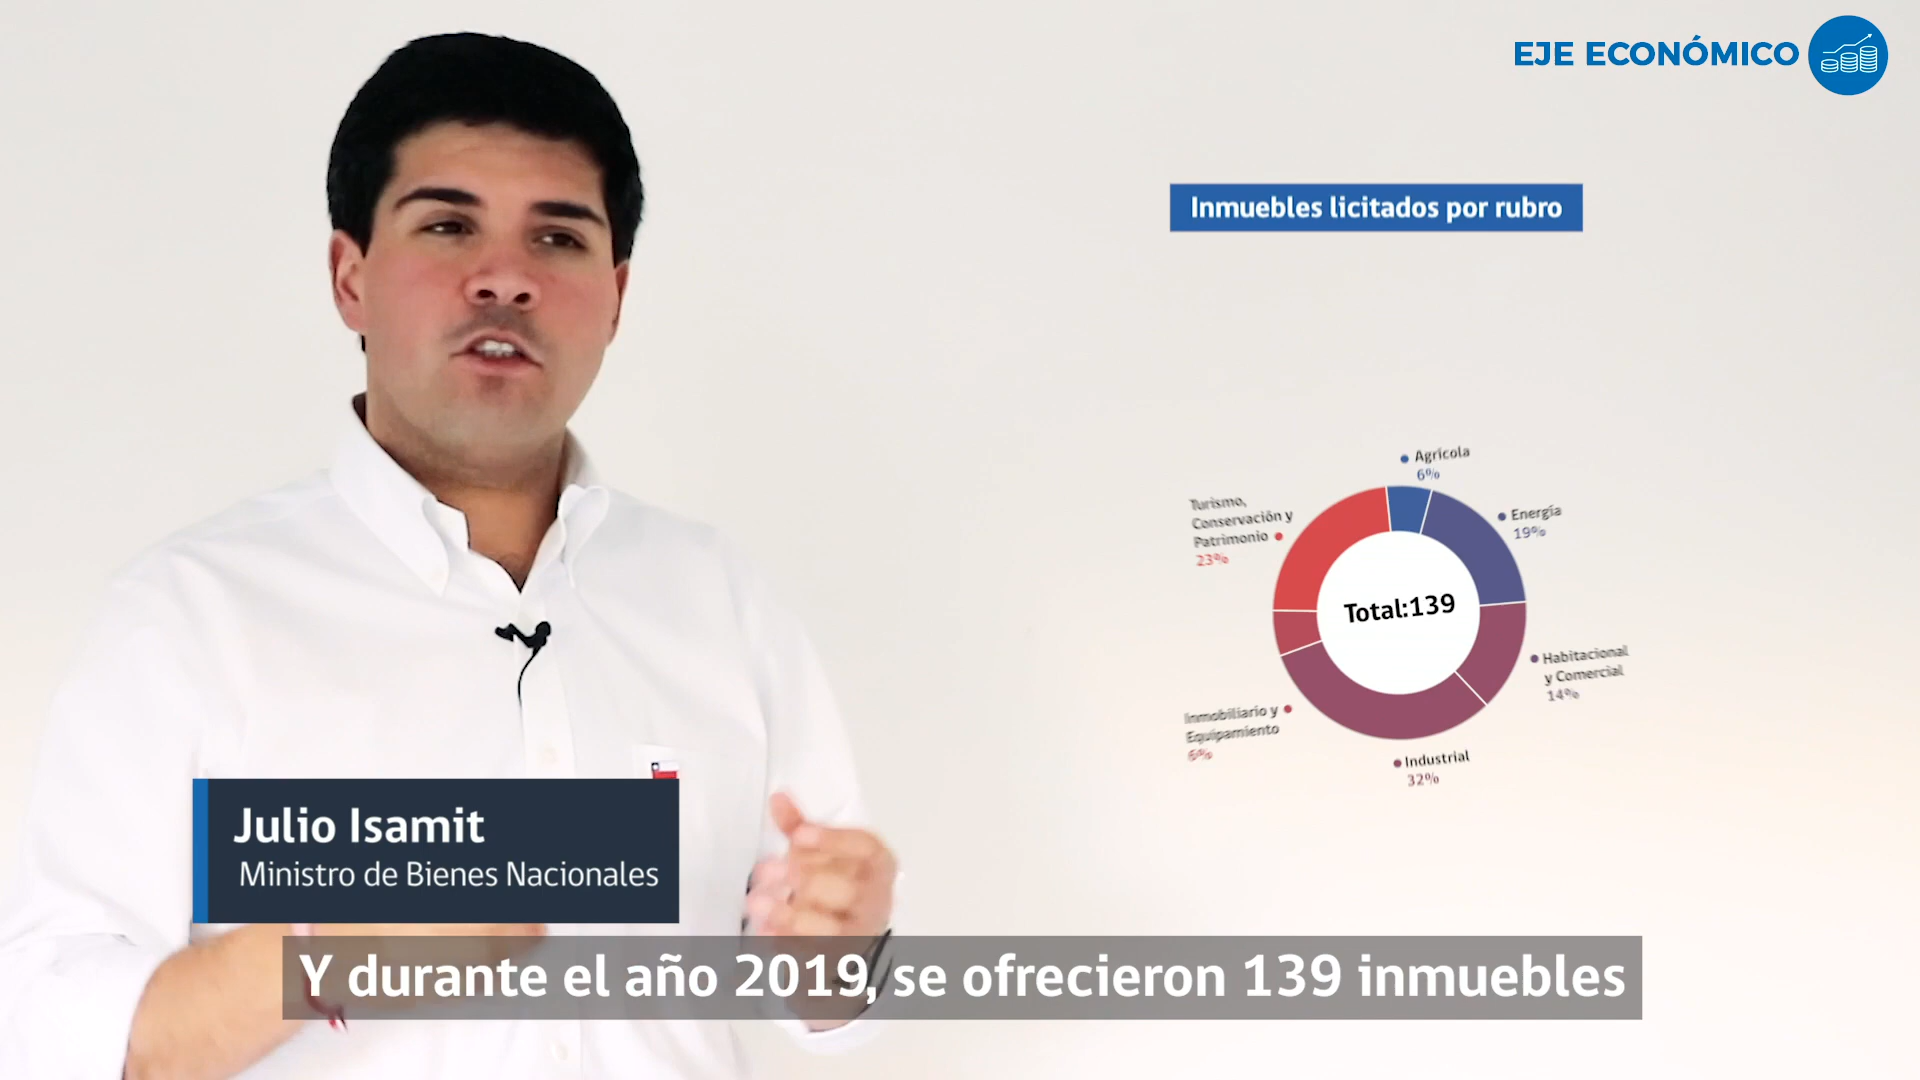 EJE ECONÓMICO
Inmuebles licitados por rubro
Agrícola
6%
Turismo,
Conservación y
Patrimonio
23%
Energía
19%
Total:139
Habitacional
y Comercial
14%
Inmobiliario y
Equipamiento
6%
Industrial
32%
Julio Isamit
Ministro de Bienes Nacionales
Y durante el año 2019, se ofrecieron 139 inmuebles